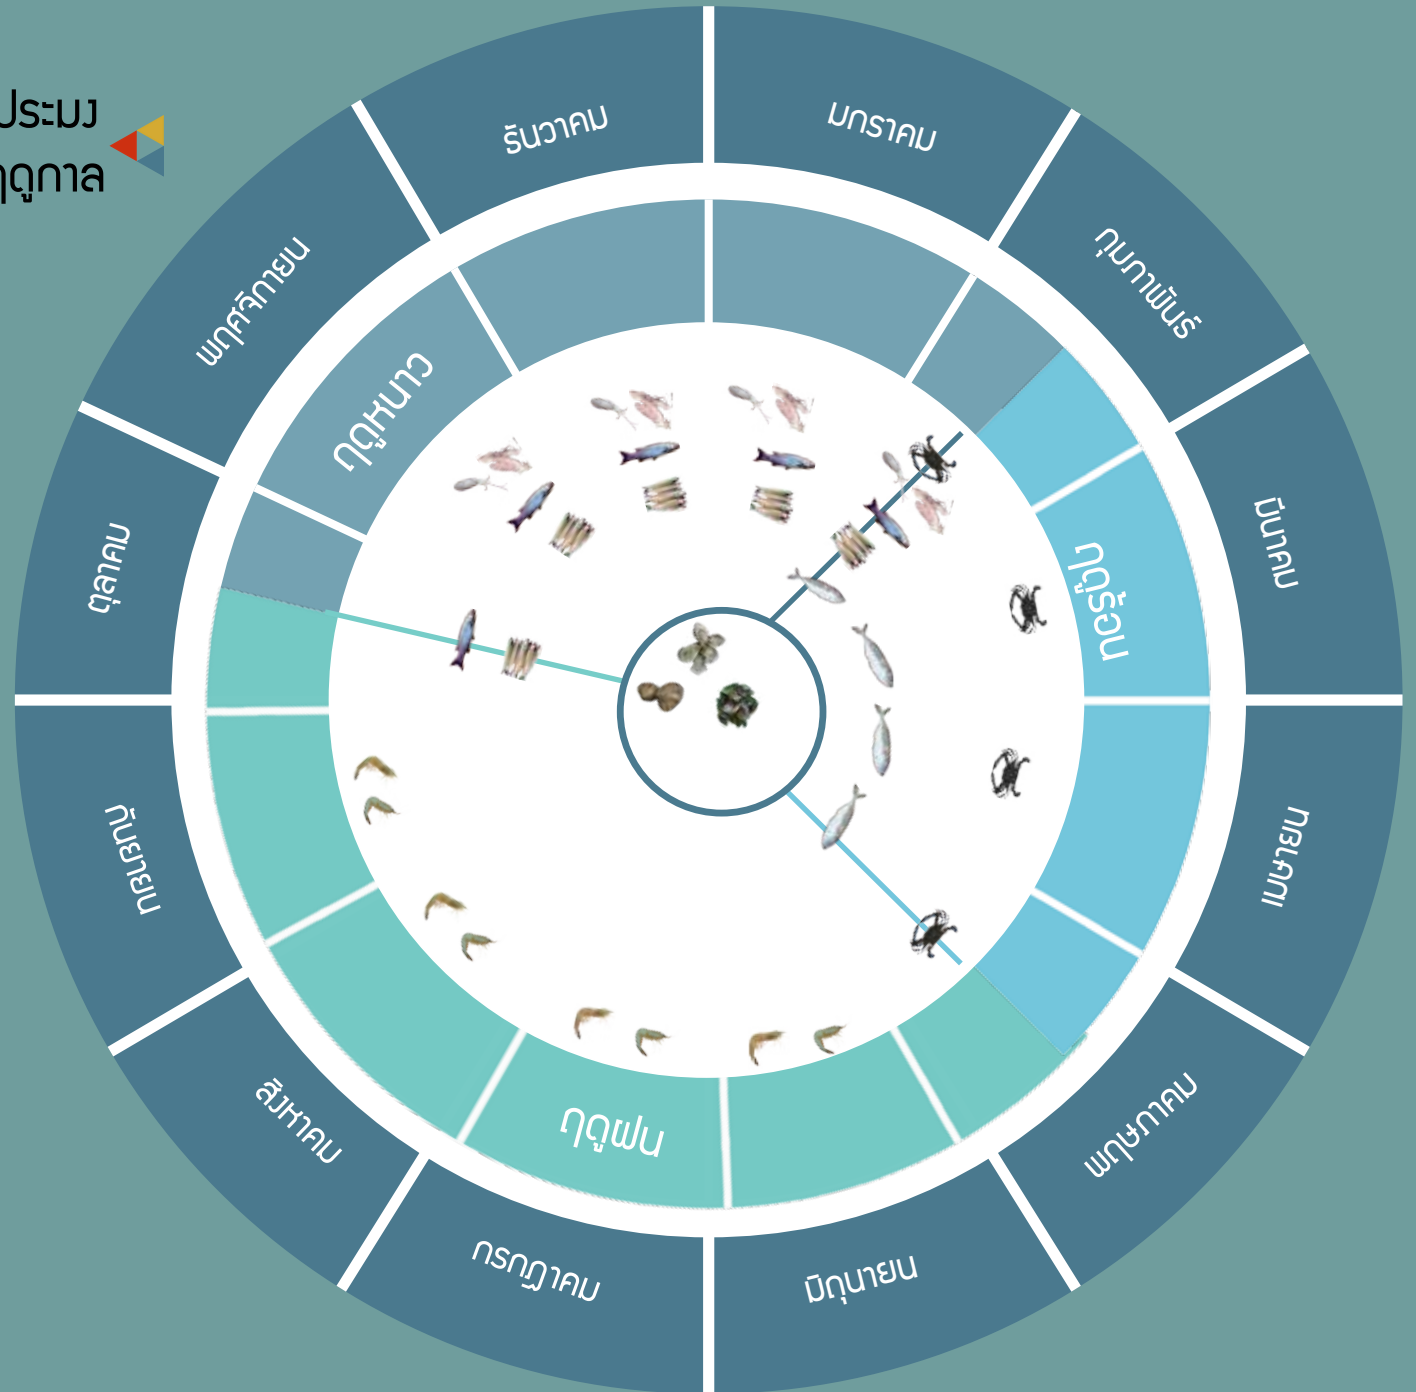 ประมง
ฤดูกาล
มกราคม
กุมภาพันธ์
มีนาคม
เมษายน
พฤษภาคม
มิถุนายน
กรกฎาคม
สิงหาคม
กันยายน
ตุลาคม
พฤศจิกายน
ธันวาคม
ฤดูหนาว
ฤดูร้อน
ฤดูฝน